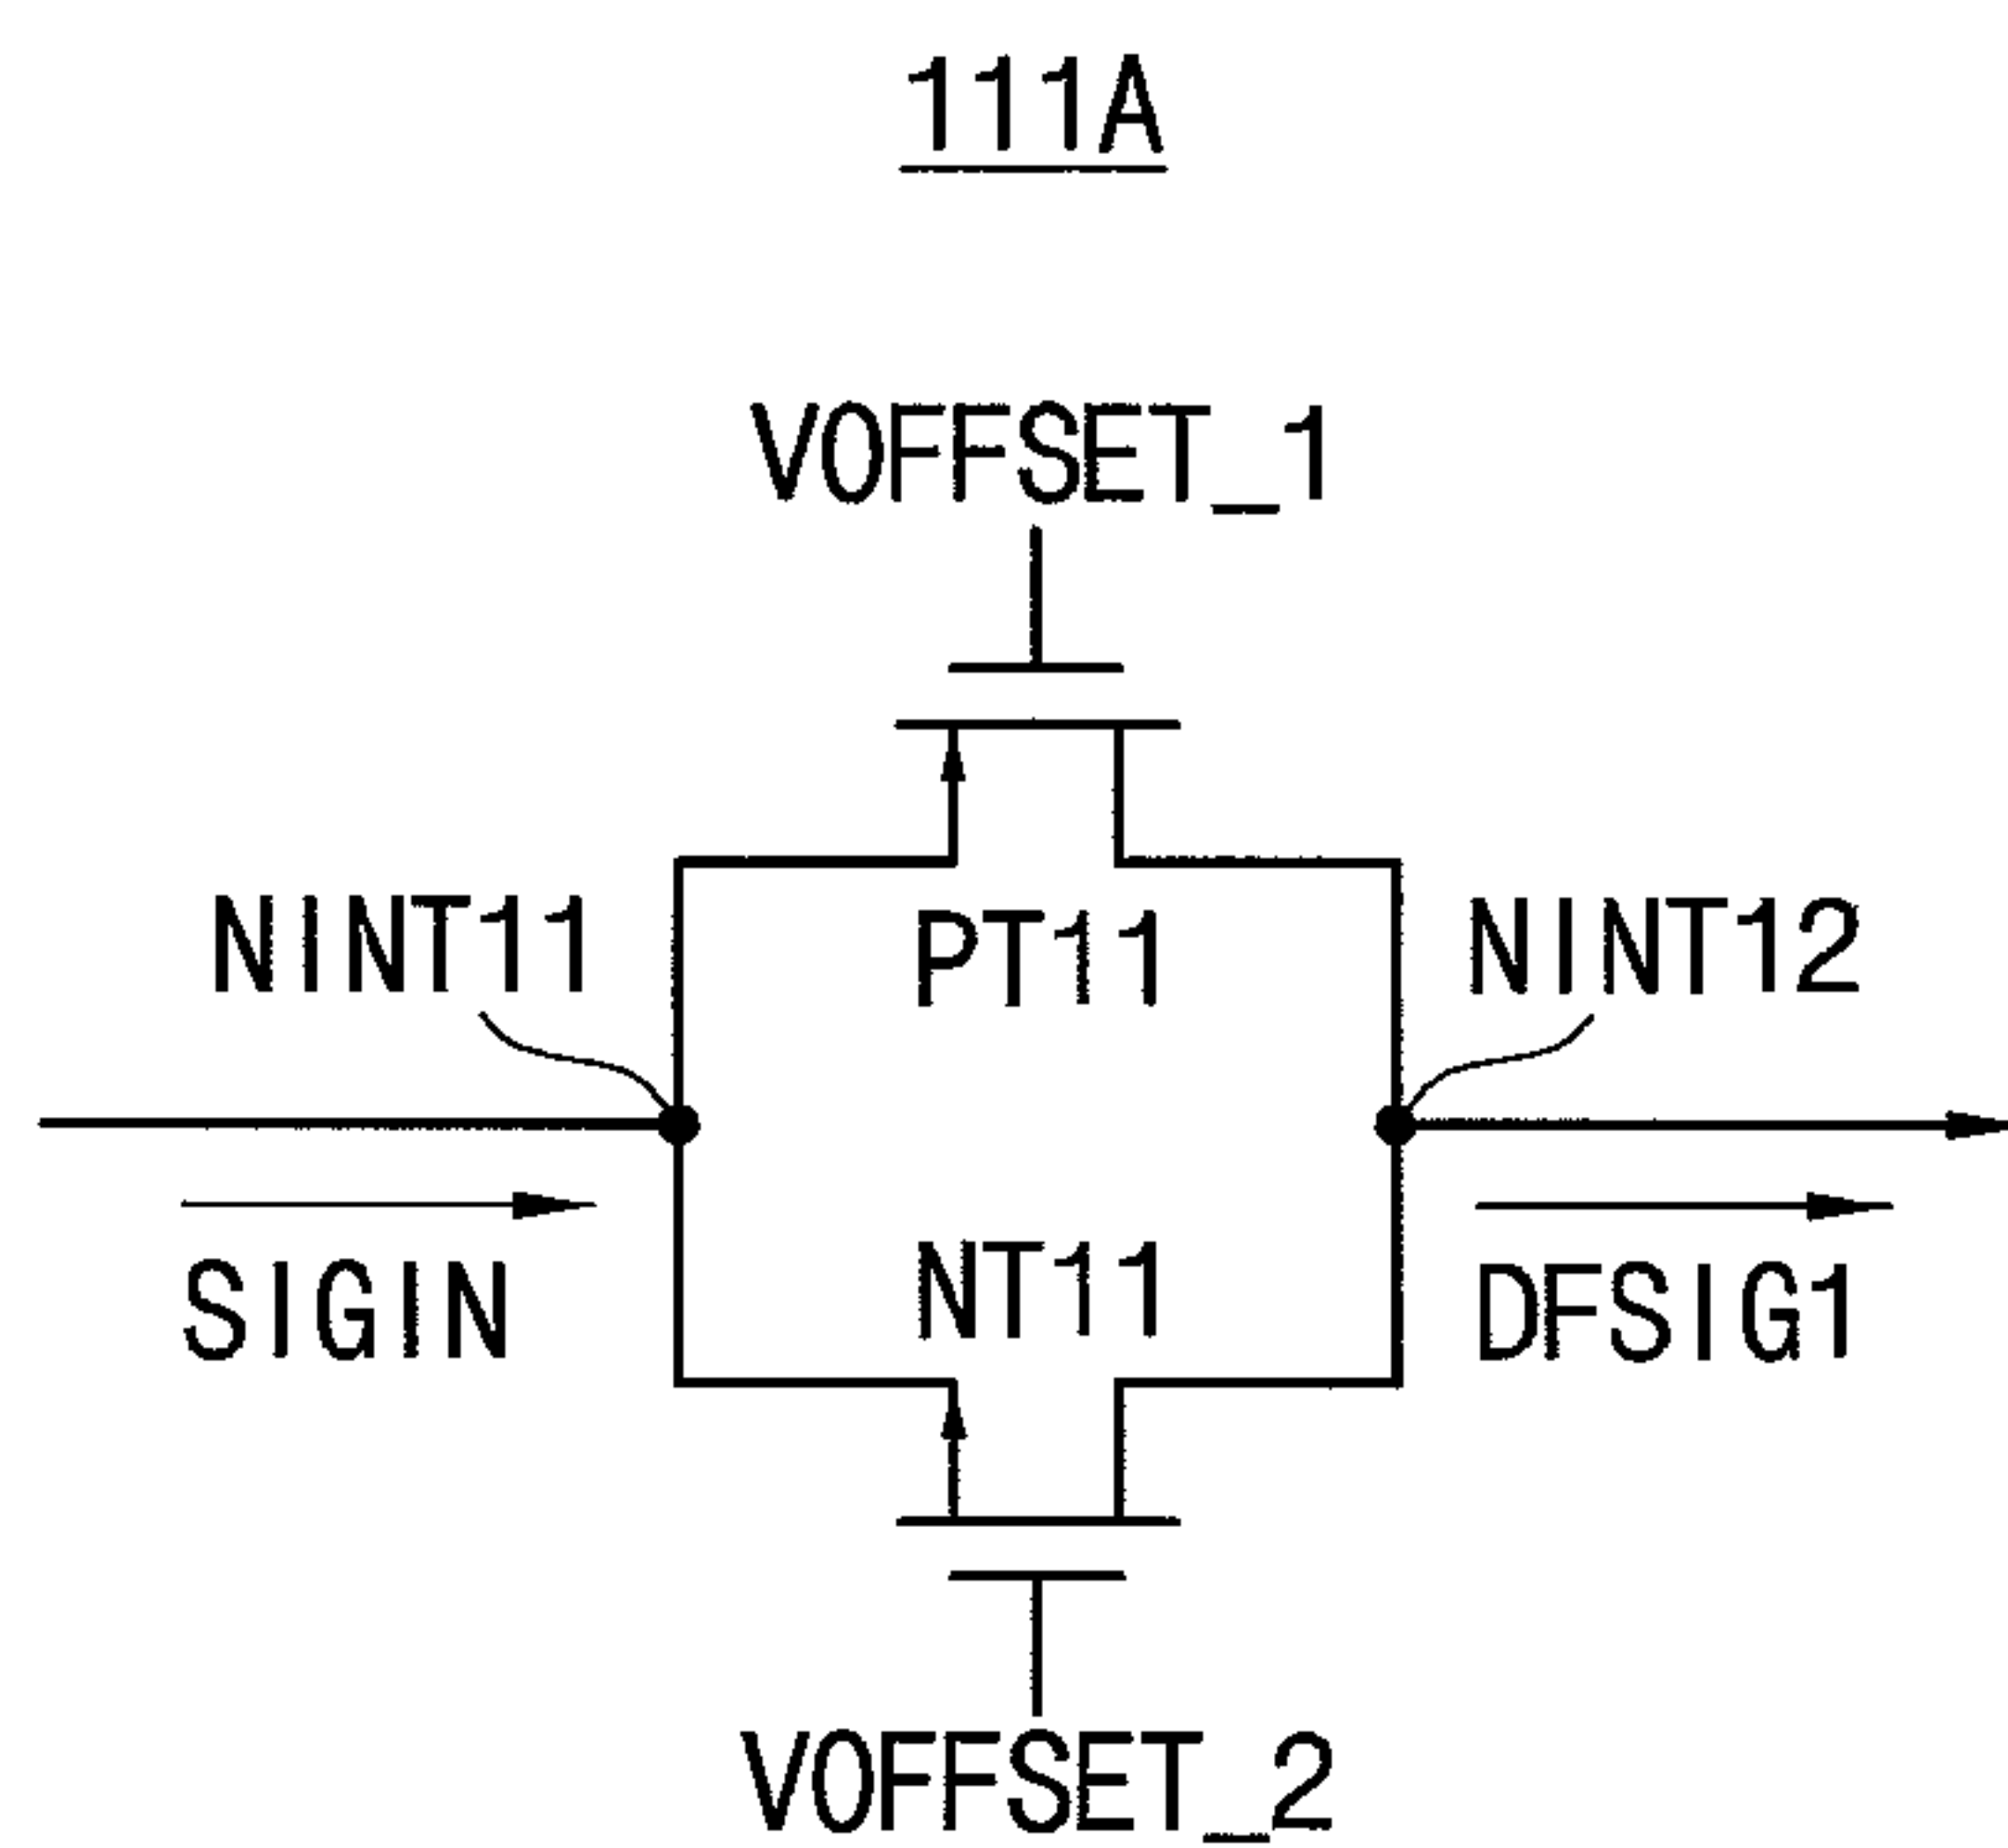 111A
VOFFSET_1
NINT11
PT11
NINT12
SIGIN
NT11
DFSIG1
VOFFSET_2